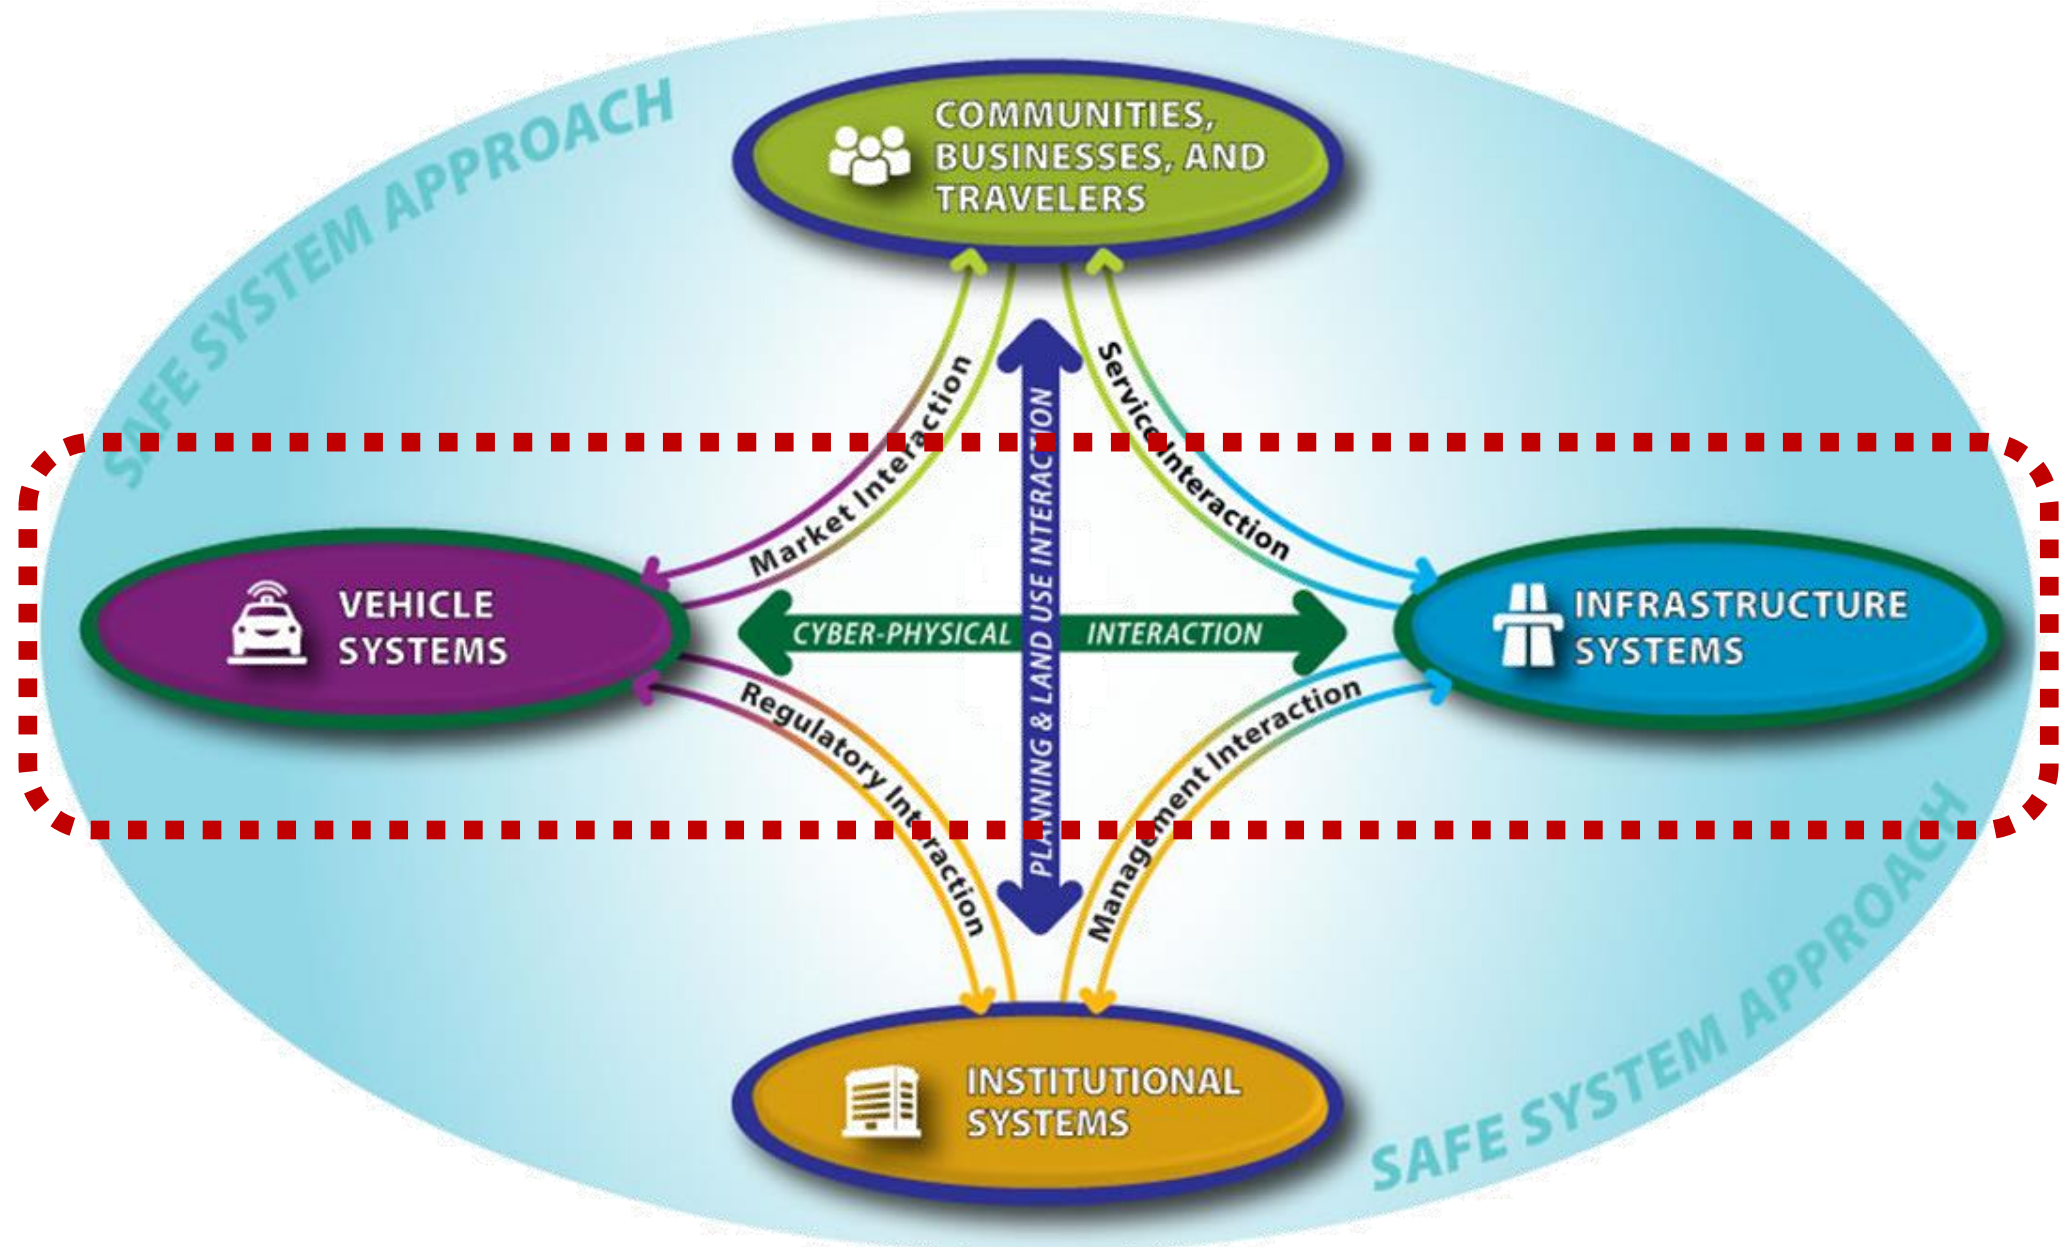 SAFE SYSTEM APPROACH
COMMUNITIES,
BUSINESSES, AND
TRAVELERS
Market Interaction
Service Interaction
PLANNING & LAND USE INTERACTION
VEHICLE
SYSTEMS
CYBER-PHYSICAL INTERACTION
INFRASTRUCTURE
SYSTEMS
Regulatory Interaction
Management Interaction
INSTITUTIONAL
SYSTEMS
SAFE SYSTEM APPROACH